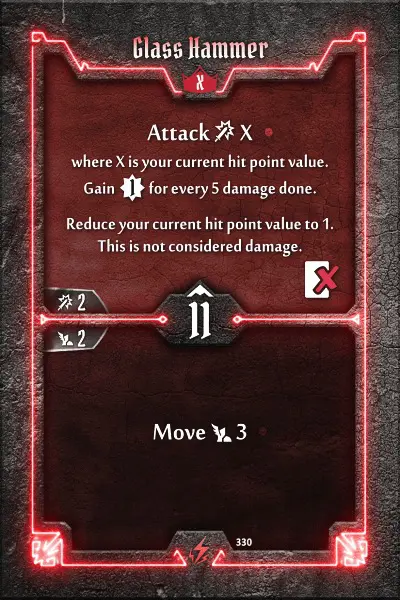 Glass Hammer
X
Attack X
where X is your current hit point value.
Gain 1 for every 5 damage done.
Reduce your current hit point value to 1.
This is not considered damage.
2
11
2
Move 3
330